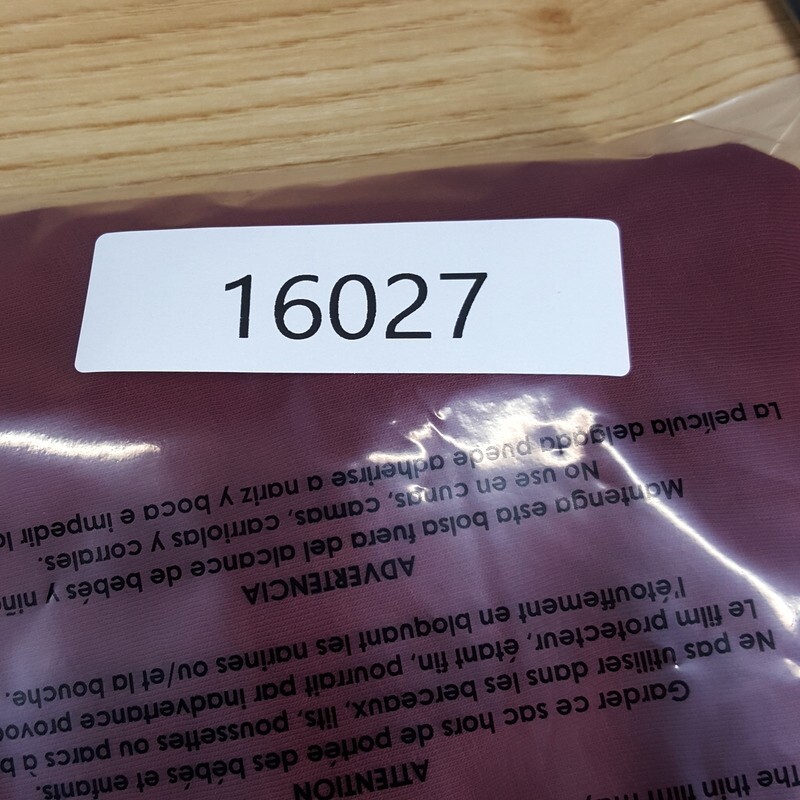 16027
The thin film
ATTENTION
Garder ce sac hors de portée des bébés et enfants.
Ne pas utiliser dans les berceaux, lits, poussettes ou parcs à
Le film protecteur, étant fin, pourrait par inadvertance
l'étouffement en bloquant les narines ou/et la bouche.
ADVERTENCIA
Mantenga esta bolsa fuera del alcance de bebés y
No use en cunas, camas, carriolas y corrales.
La película delgada puede adherirse a nariz y boca e impedir